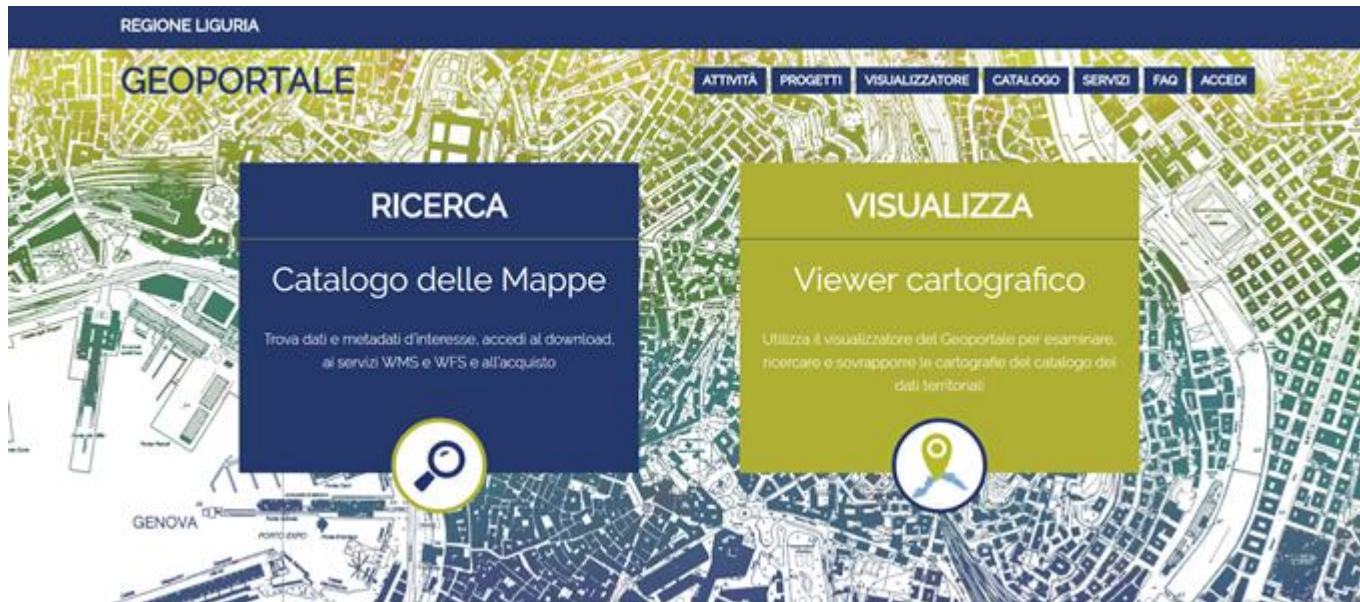 REGIONE LIGURIA
GEOPORTALE
ATTIVITÀ PROGETTI VISUALIZZATORE CATALOGO SERVIZI FAQ ACCEDI
RICERCA
Catalogo delle Mappe
Trova dati e metadati d'interesse, accedi al download,
ai servizi WMS e WFS e all'acquisto
VISUALIZZA
Viewer cartografico
Utilizza il visualizzatore del Geoportale per esaminare,
ricercare e sovrapporre le cartografie del catalogo dei
dati territoriali
GENOVA
PORTO EXPO